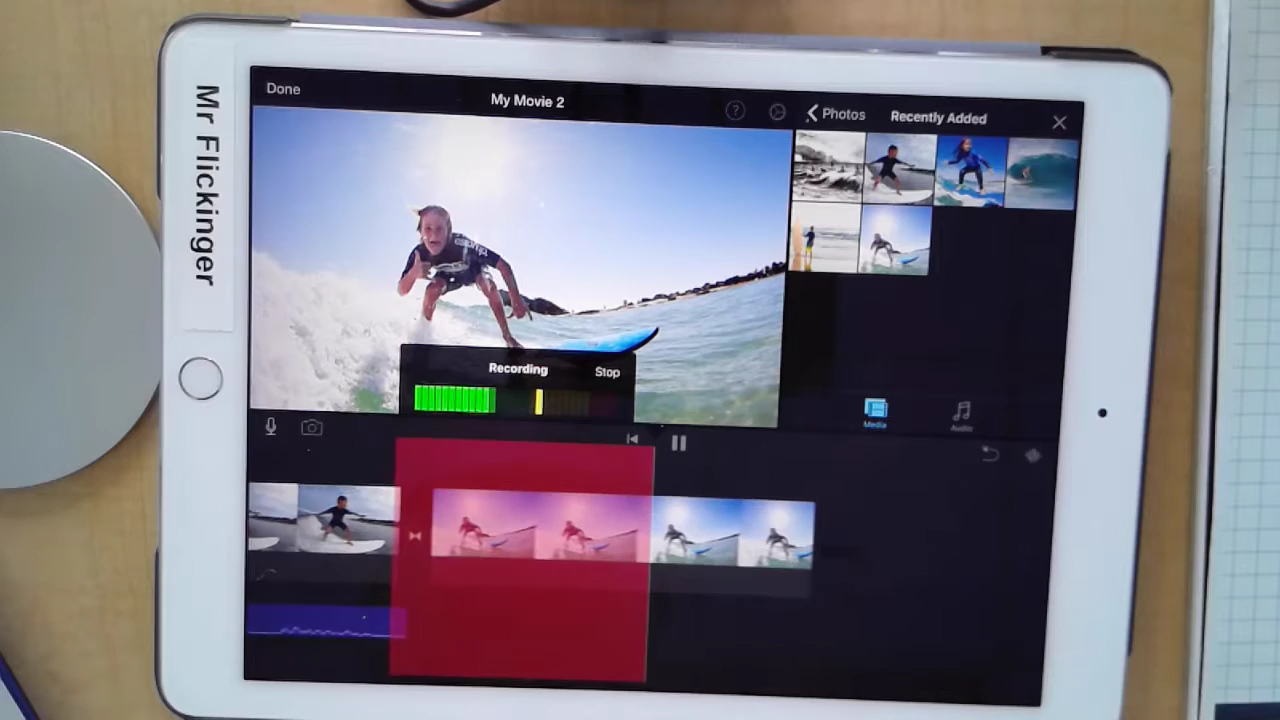 Mr Flickinger
Done
My Movie 2
?
Photos
Recently Added
Recording
Stop
Media
Audio